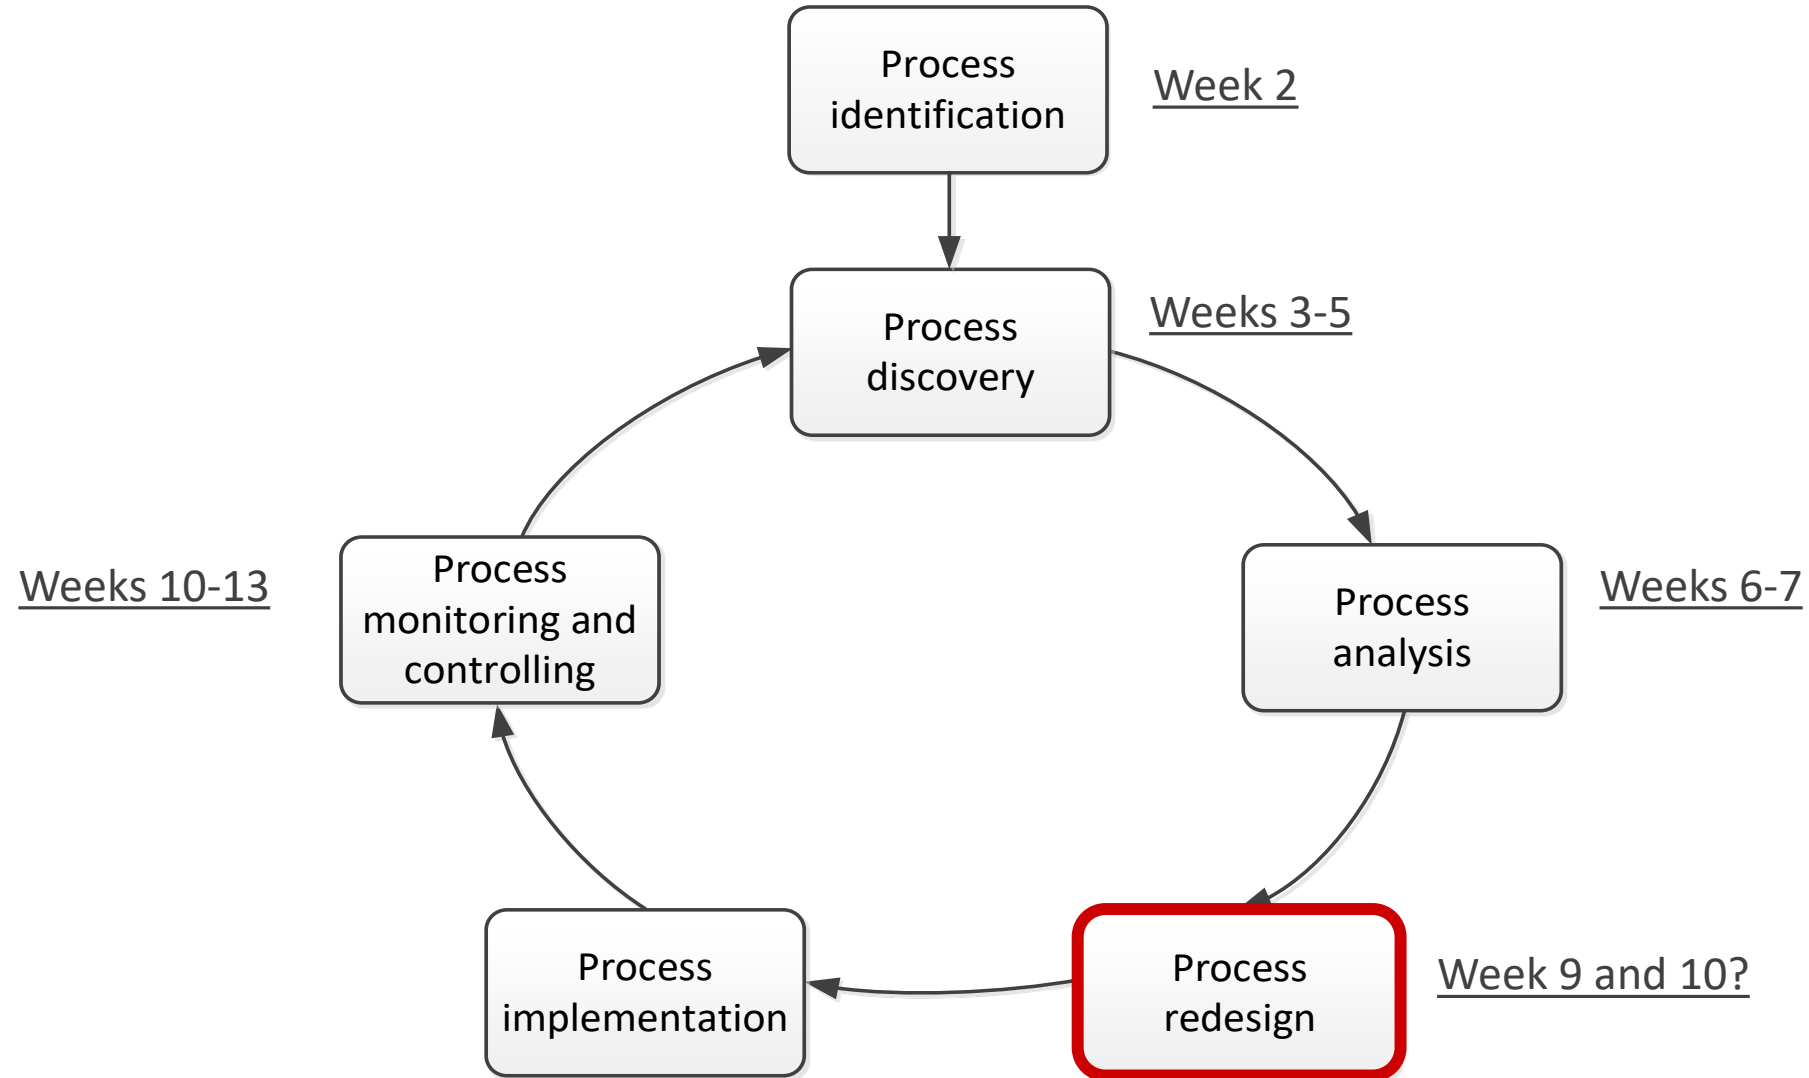 Process
identification
Week 2
Process
discovery
Weeks 3-5
Process
analysis
Weeks 6-7
Process
redesign
Week 9 and 10?
Process
implementation
Process
monitoring and
controlling
Weeks 10-13